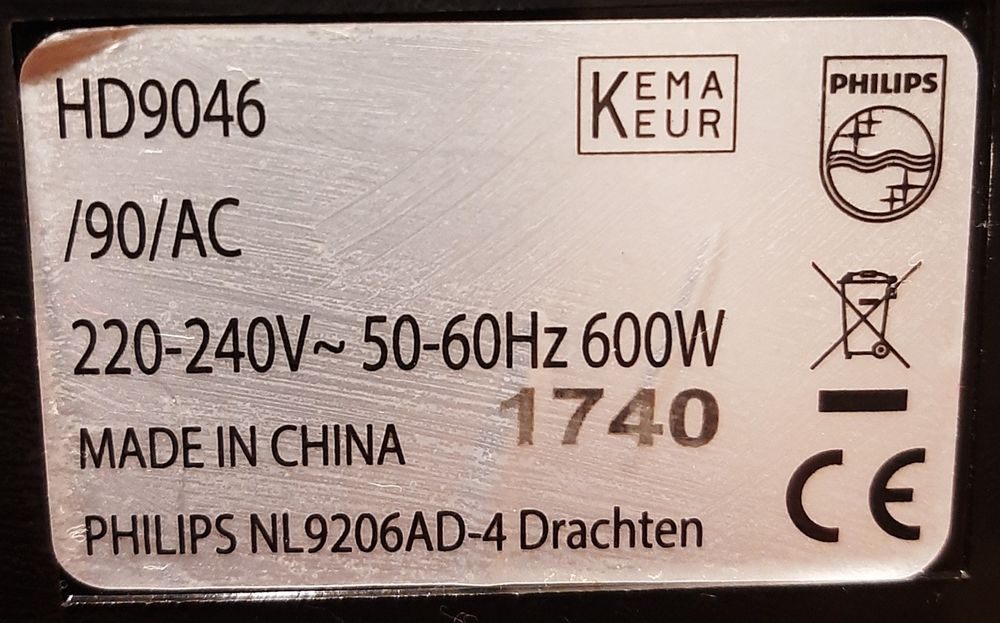 HD9046
KEMA
KEUR
PHILIPS
/90/AC
220-240V~ 50-60Hz 600W
1740
MADE IN CHINA
PHILIPS NL9206AD-4 Drachten
CE